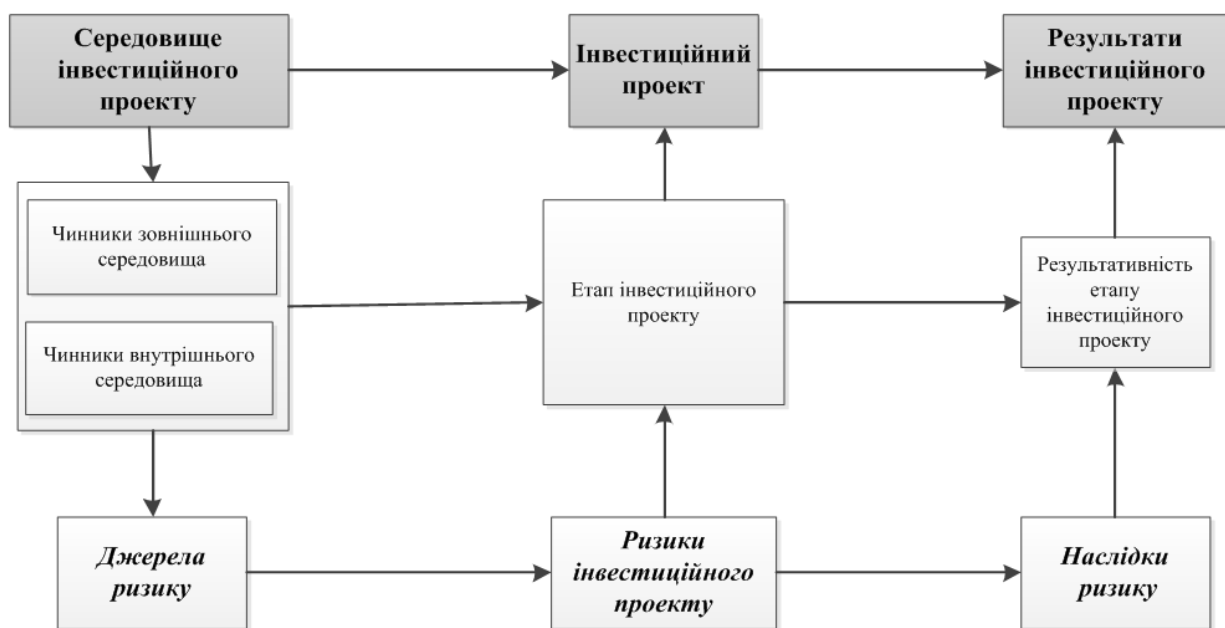 Середовище
інвестиційного
проекту
Інвестиційний
проект
Результати
інвестиційного
проекту
Чинники зовнішнього
середовища
Чинники внутрішнього
середовища
Етап інвестиційного
проекту
Результативність
етапу
інвестиційного
проекту
Джерела
ризику
Ризики
інвестиційного
проекту
Наслідки
ризику